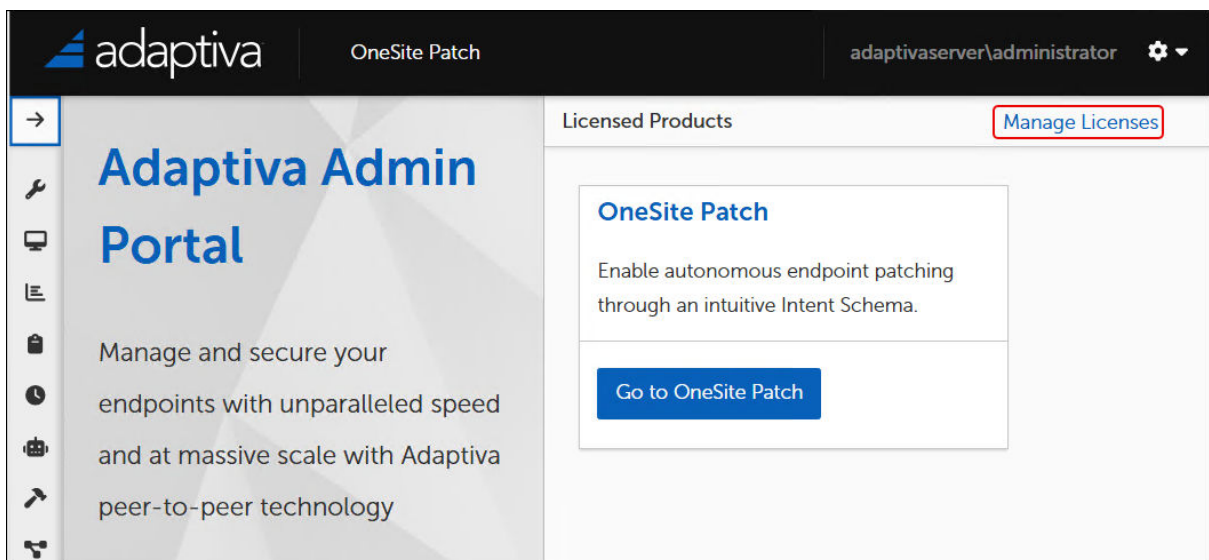 adaptiva
OneSite Patch
adaptivaserver\administrator
Licensed Products
Manage Licenses
Adaptiva Admin
Portal
Manage and secure your
endpoints with unparalleled speed
and at massive scale with Adaptiva
peer-to-peer technology
OneSite Patch
Enable autonomous endpoint patching
through an intuitive Intent Schema.
Go to OneSite Patch